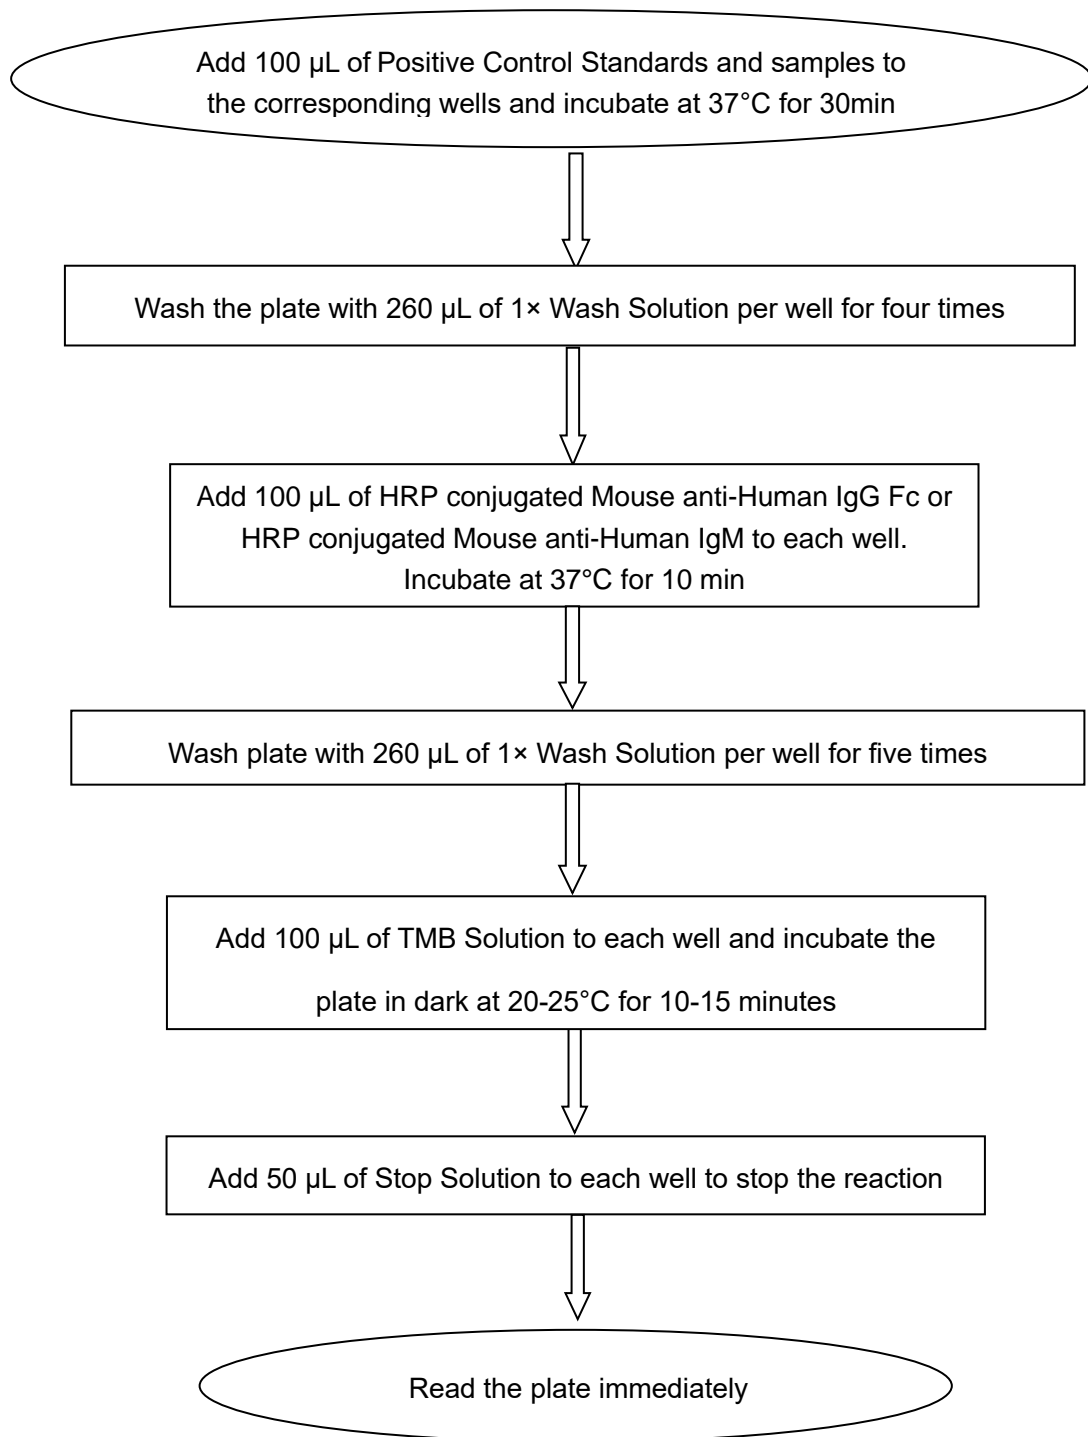 Add 100 µL of Positive Control Standards and samples to
the corresponding wells and incubate at 37°C for 30min
Wash the plate with 260 µL of 1× Wash Solution per well for four times
Add 100 µL of HRP conjugated Mouse anti-Human IgG Fc or
HRP conjugated Mouse anti-Human IgM to each well.
Incubate at 37°C for 10 min
Wash plate with 260 µL of 1× Wash Solution per well for five times
Add 100 µL of TMB Solution to each well and incubate the
plate in dark at 20-25°C for 10-15 minutes
Add 50 µL of Stop Solution to each well to stop the reaction
Read the plate immediately